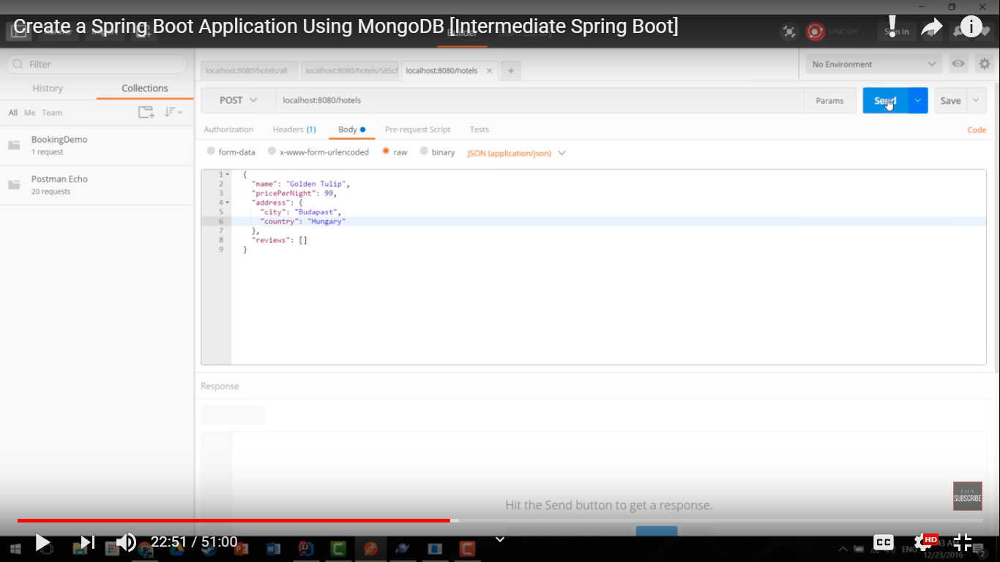 Create a Spring Boot Application Using MongoDB [Intermediate Spring Boot]
Builder
SYNC OFF
Sign In
Filter
localhost:8080/hotels/all
localhost:8080/hotels/585cf
localhost:8080/hotels
No Environment
History
Collections
POST
localhost:8080/hotels
Params
Send
Save
All Me Team
Authorization
Headers (1)
Body
Pre-request Script
Tests
Code
BookingDemo
1 request
form-data
x-www-form-urlencoded
raw
binary
JSON (application/json)
Postman Echo
20 requests
1 {
2 "name": "Golden Tulip",
3 "pricePerNight": 99,
4 "address": {
5 "city": "Budapast",
6 "country": "Hungary"
7 },
8 "reviews": []
9 }
Response
Hit the Send button to get a response.
SUBSCRIBE
22:51 / 51:00
CC
HD
ENG
12/23/2016
2